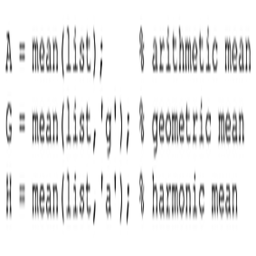 A = mean(list); % arithmetic mean
G = mean(list,'g'); % geometric mean
H = mean(list,'a'); % harmonic mean